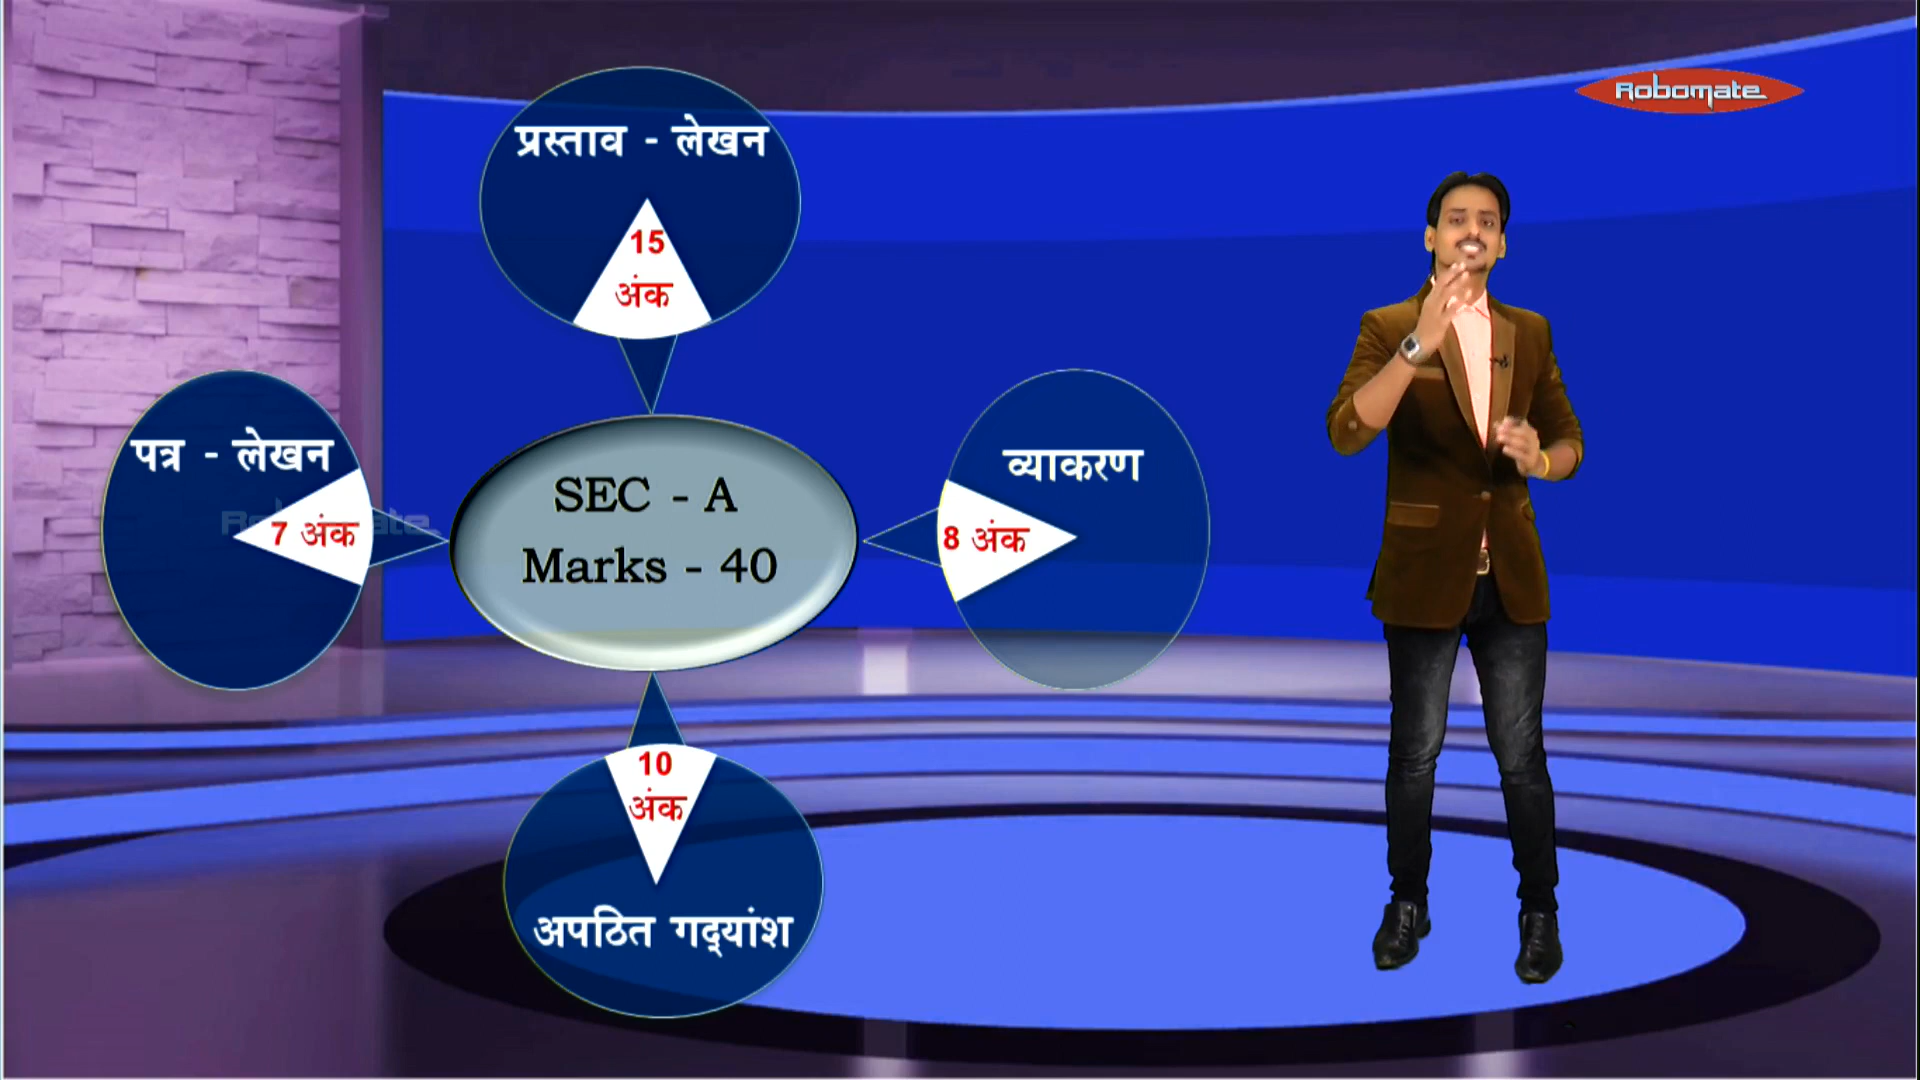 Robomate
प्रस्ताव - लेखन
15
अंक
पत्र - लेखन
7 अंक
SEC - A
Marks - 40
व्याकरण
8 अंक
10
अंक
अपठित गद्‌यांश